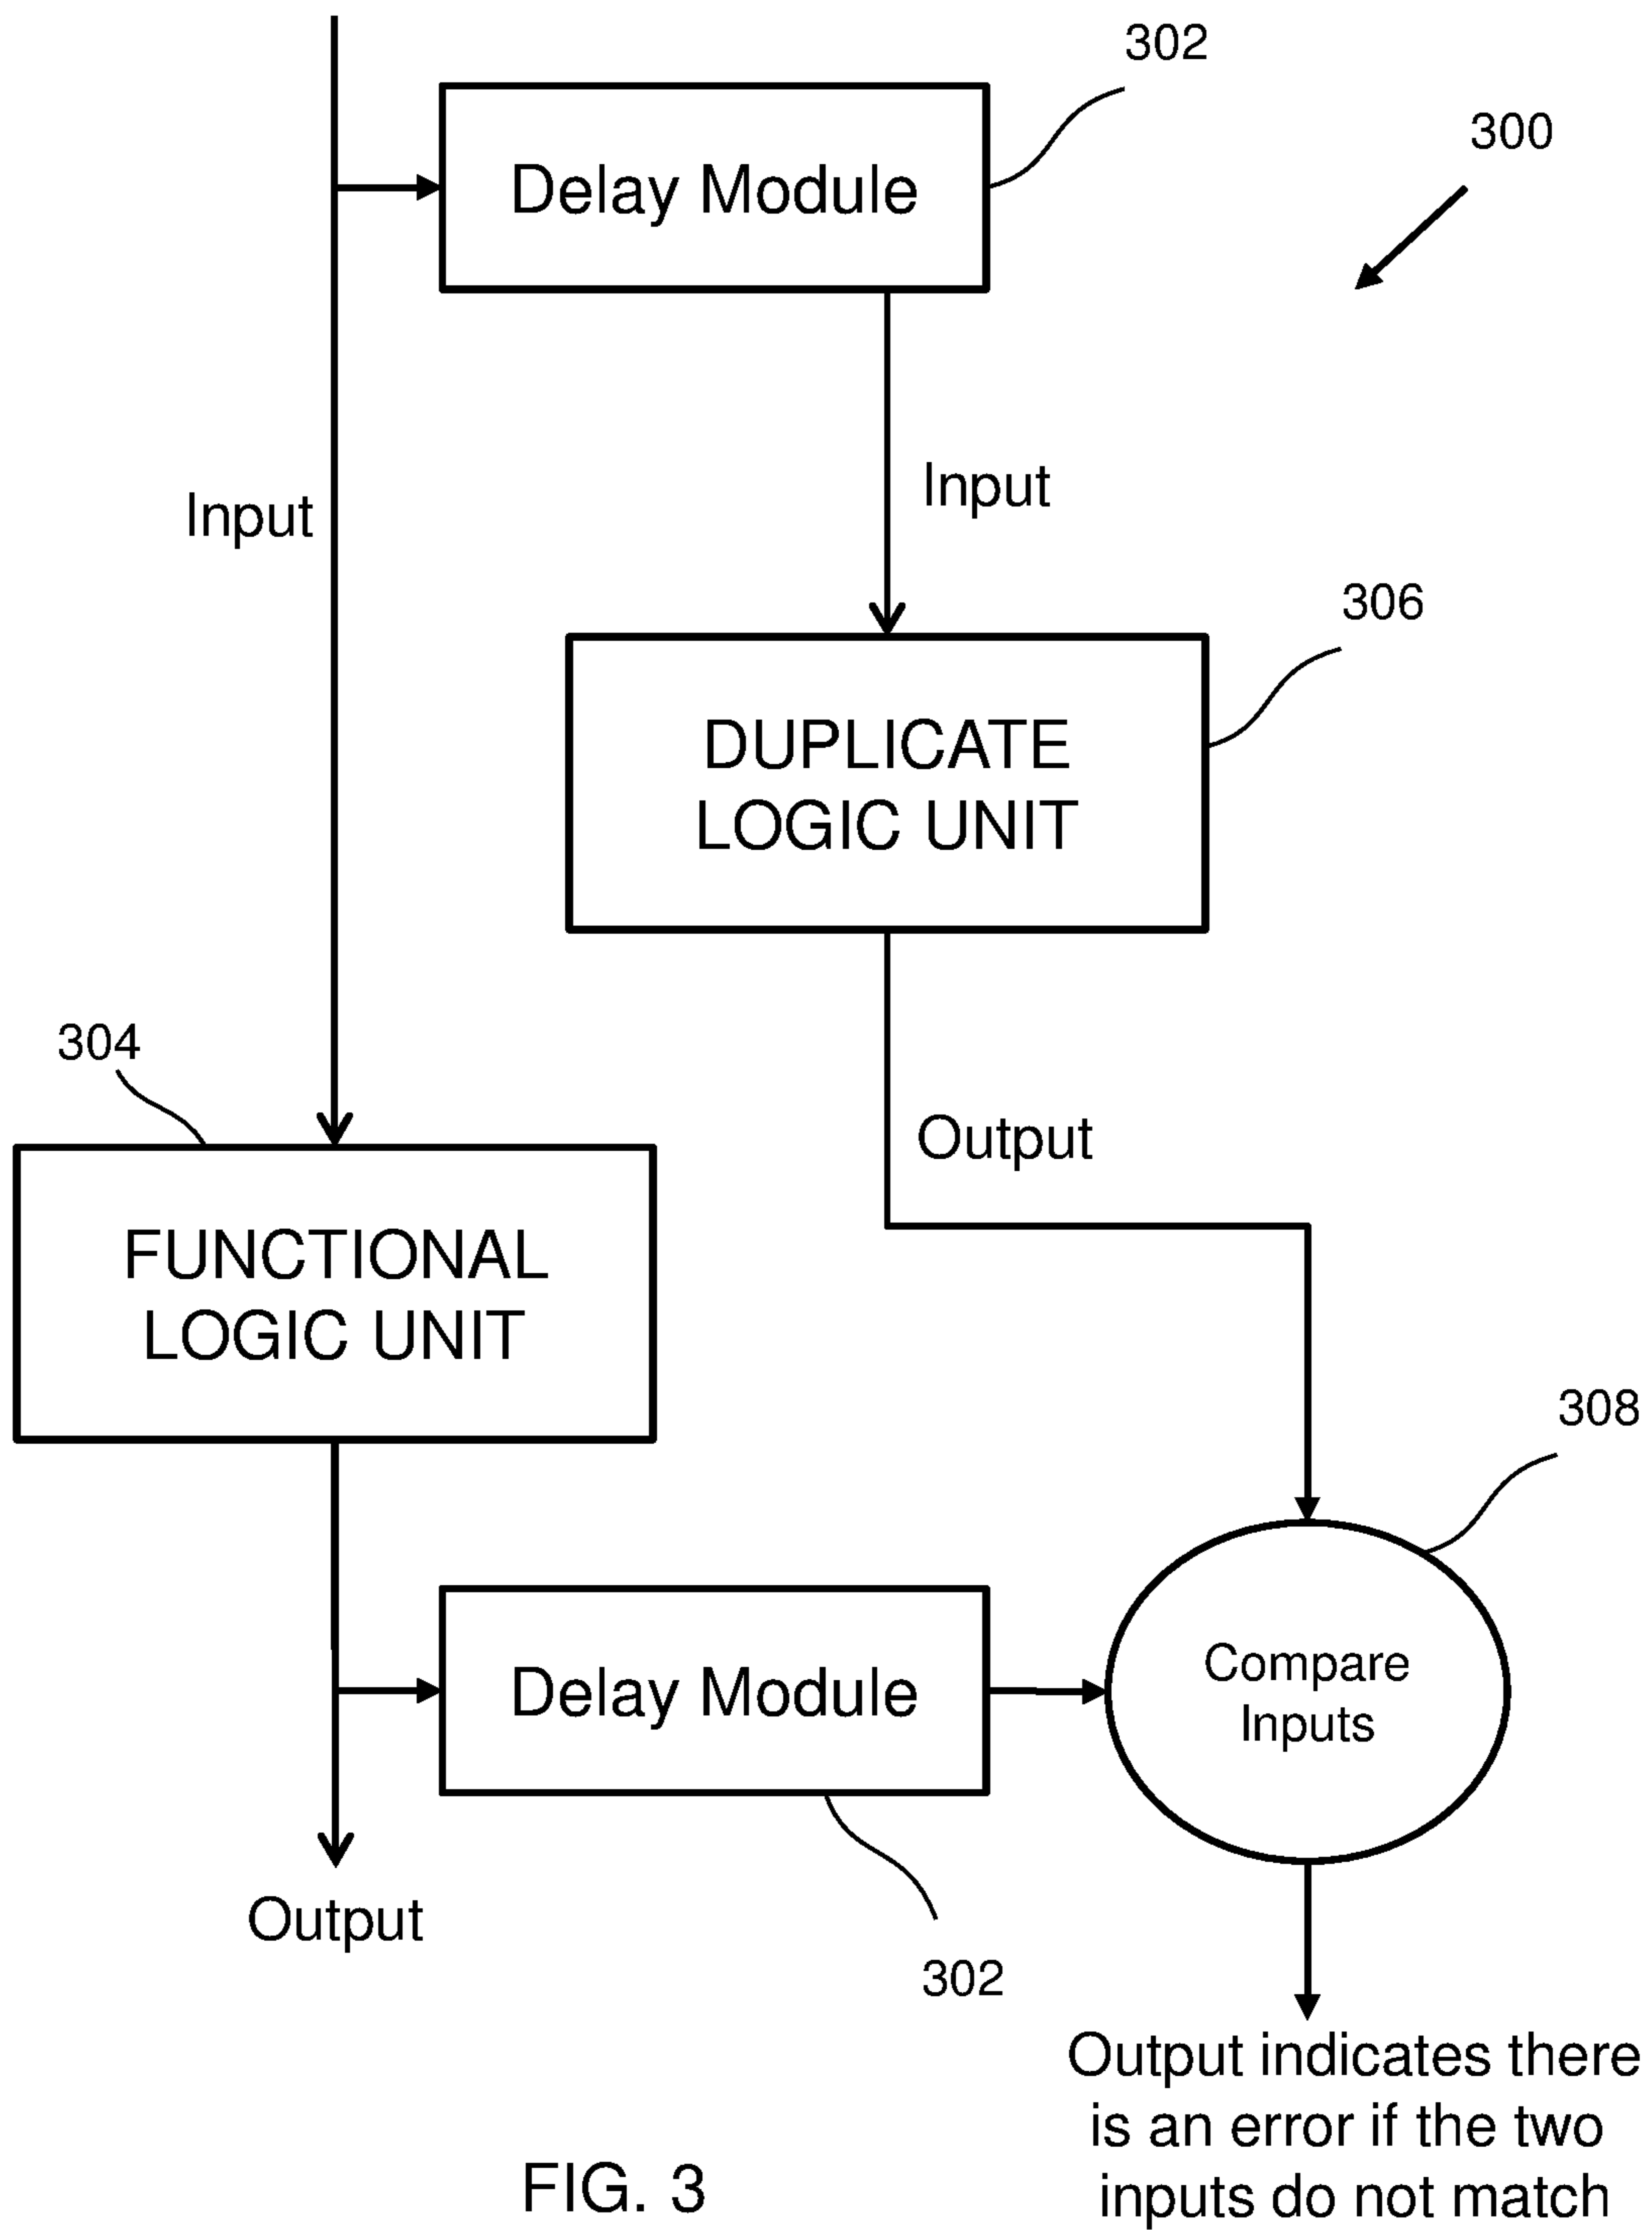 302
300
Delay Module
Input
Input
306
DUPLICATE
LOGIC UNIT
304
Output
FUNCTIONAL
LOGIC UNIT
308
Compare
Inputs
Delay Module
Output
302
Output indicates there
is an error if the two
inputs do not match
FIG. 3